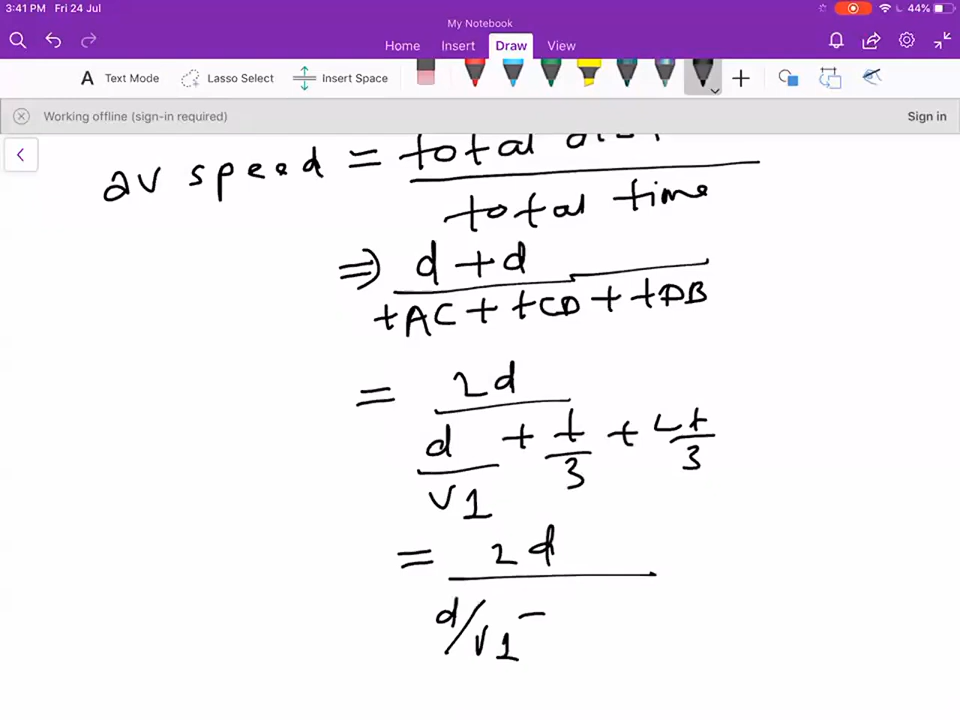 3:41 PM Fri 24 Jul
44%
My Notebook
Home Insert Draw View
A Text Mode Lasso Select Insert Space
Working offline (sign-in required) Sign in
av speed = total
total time
⇒ d + d
tAC + tCD + tDB
= 2d
d + t + 2t
v1 3 3
= 2d
d/v1